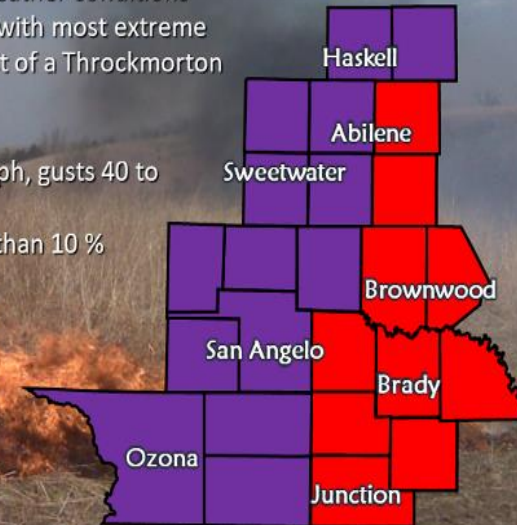 with most extreme
t of a Throckmorton
ph, gusts 40 to
than 10 %
Haskell
Abilene
Sweetwater
Brownwood
San Angelo
Brady
Ozona
Junction